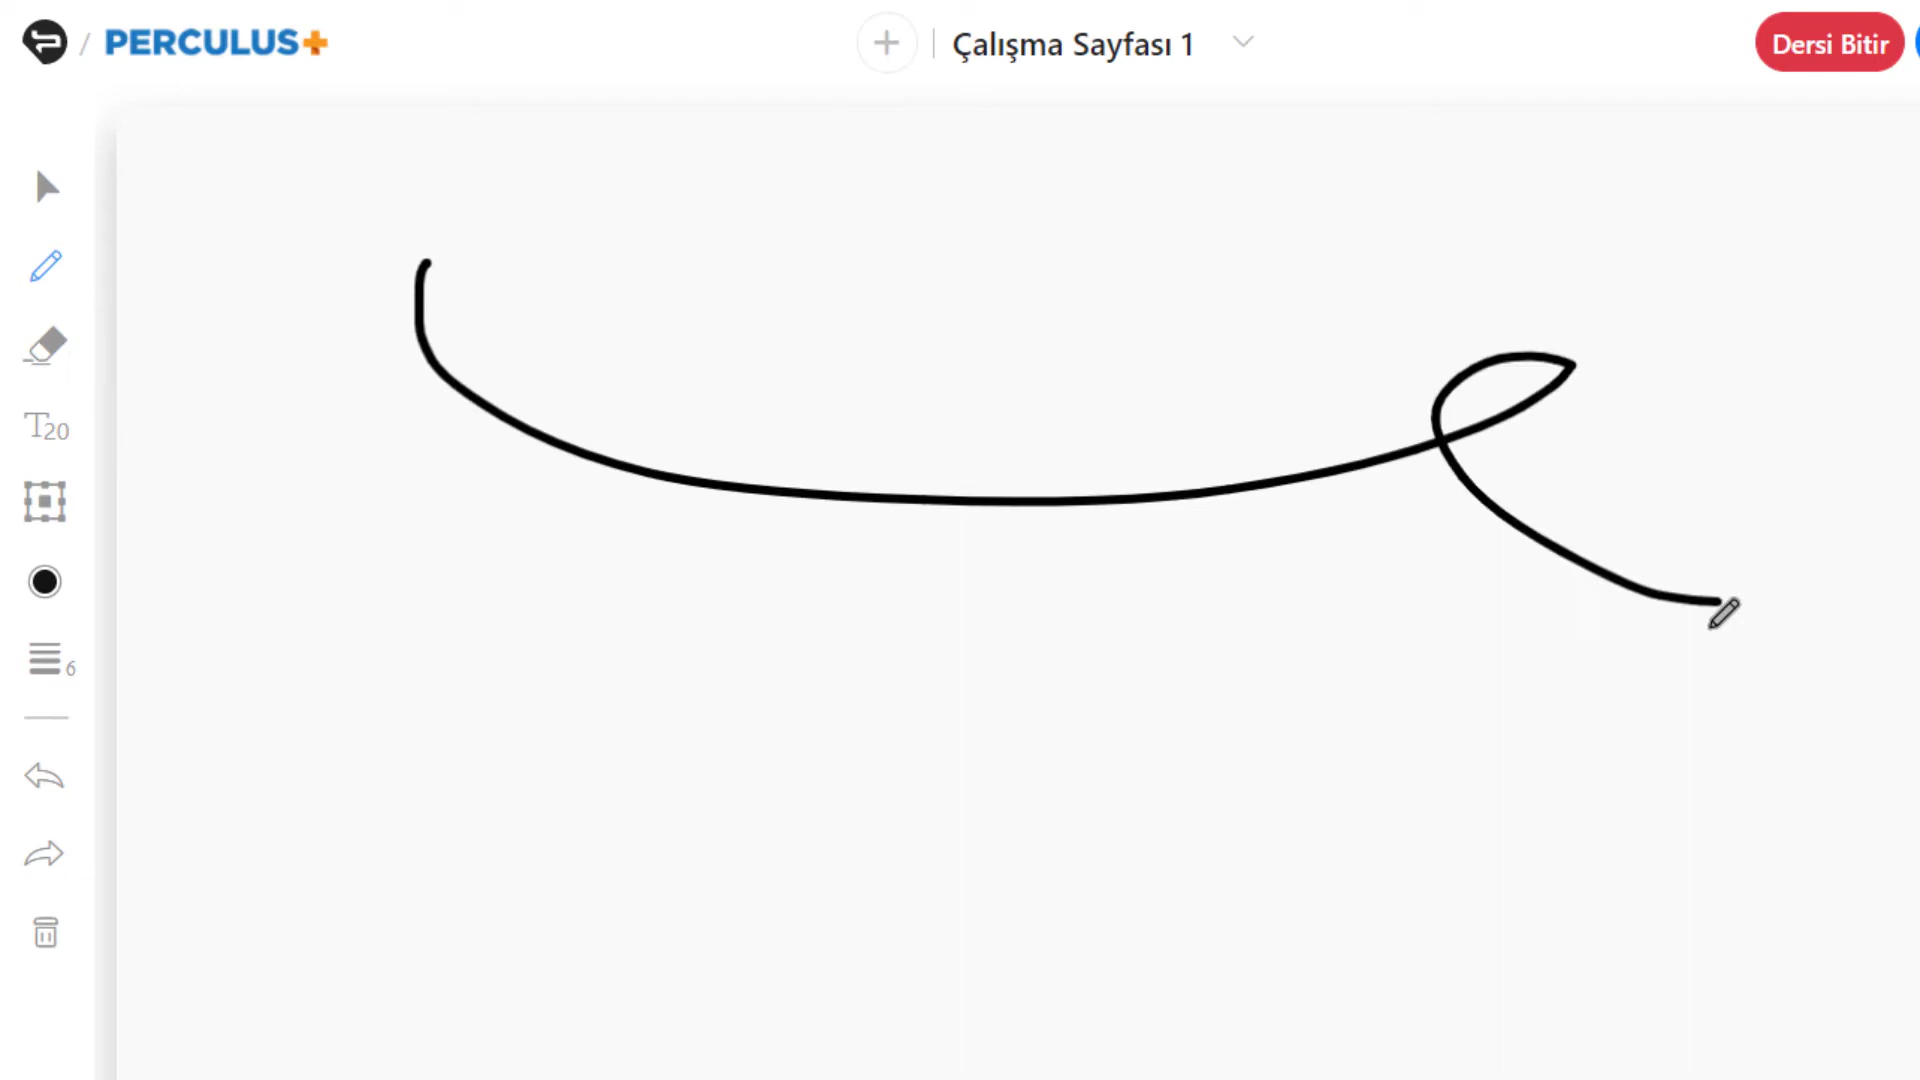 / PERCULUS+
+ Çalışma Sayfası 1
Dersi Bitir
T20
6